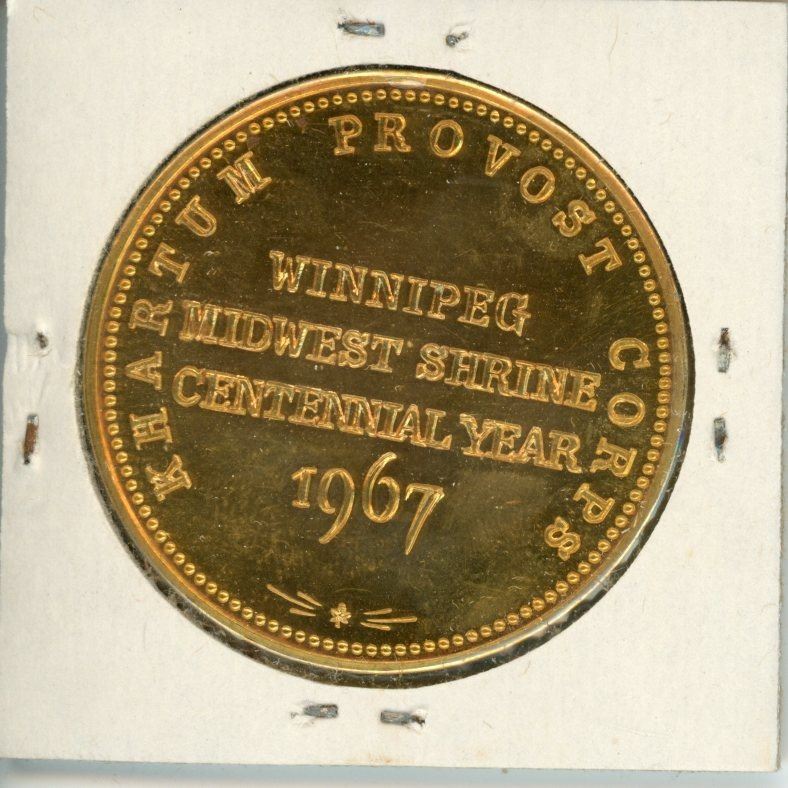 KHARTUM PROVOST CORPS
WINNIPEG
MIDWEST SHRINE
CENTENNIAL YEAR
1967